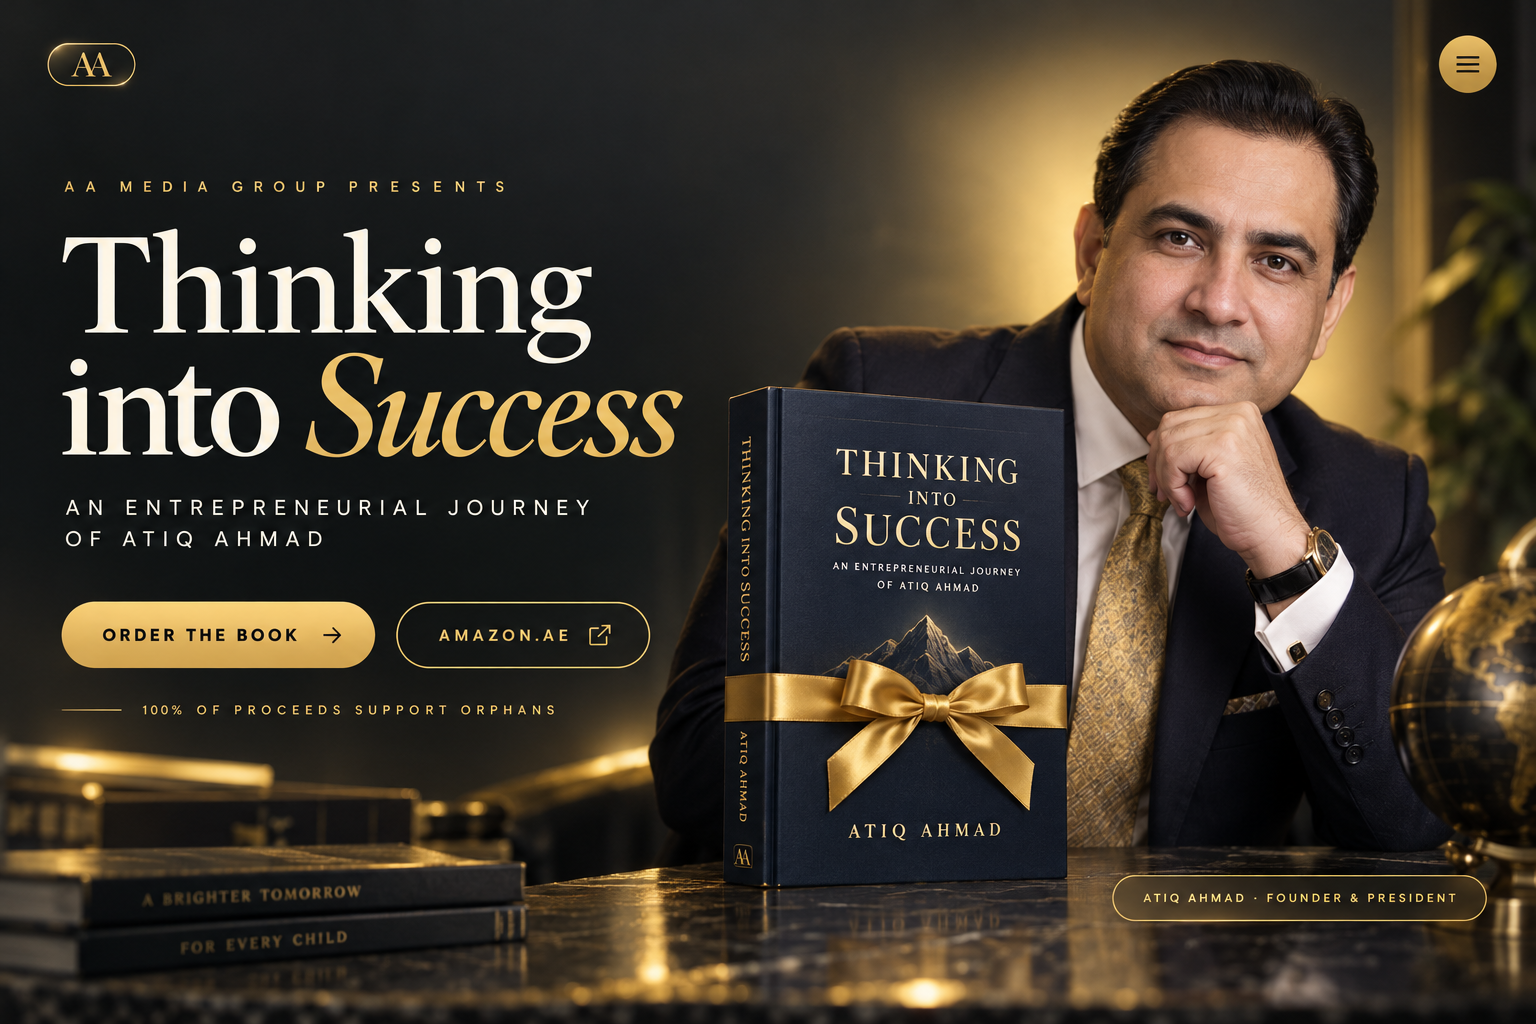 AA
AA MEDIA GROUP PRESENTS
Thinking
into Success
AN ENTREPRENEURIAL JOURNEY
OF ATIQ AHMAD
ORDER THE BOOK
AMAZON.AE
100% OF PROCEEDS SUPPORT ORPHANS
THINKING INTO SUCCESS
ATIQ AHMAD
AA
THINKING
INTO
SUCCESS
AN ENTREPRENEURIAL JOURNEY
OF ATIQ AHMAD
ATIQ AHMAD
A BRIGHTER TOMORROW
FOR EVERY CHILD
ATIQ AHMAD · FOUNDER & PRESIDENT